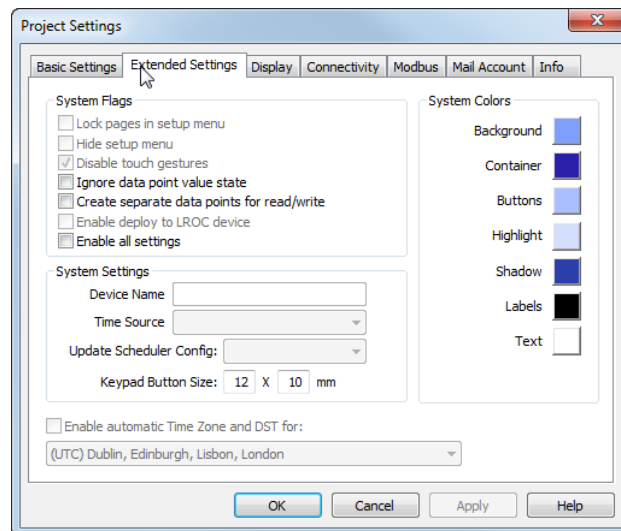 Project Settings
Basic Settings Extended Settings Display Connectivity Modbus Mail Account Info
System Flags
Lock pages in setup menu
Hide setup menu
Disable touch gestures
Ignore data point value state
Create separate data points for read/write
Enable deploy to LROC device
Enable all settings
System Settings
Device Name
Time Source
Update Scheduler Config:
Keypad Button Size: 12 X 10 mm
Enable automatic Time Zone and DST for:
(UTC) Dublin, Edinburgh, Lisbon, London
System Colors
Background
Container
Buttons
Highlight
Shadow
Labels
Text
OK Cancel Apply Help